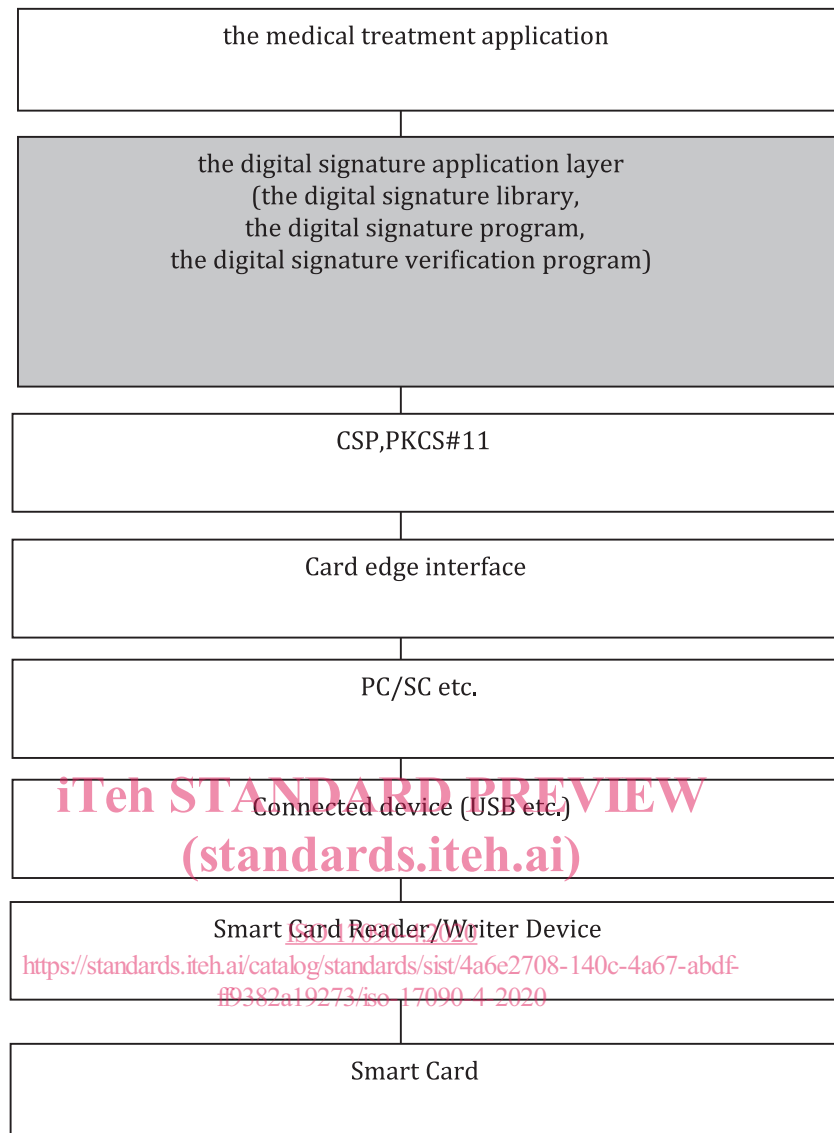 the medical treatment application
the digital signature application layer
(the digital signature library,
the digital signature program,
the digital signature verification program)
CSP,PKCS#11
Card edge interface
PC/SC etc.
iTeh STANDARD PREVIEW
Connected device (USB etc.)
(standards.iteh.ai)
Smart Card Reader/Writer Device
ISO 17090-4:2020
https://standards.iteh.ai/catalog/standards/sist/4a6e2708-140c-4a67-abdf-
ff9382a19273/iso-17090-4-2020
Smart Card